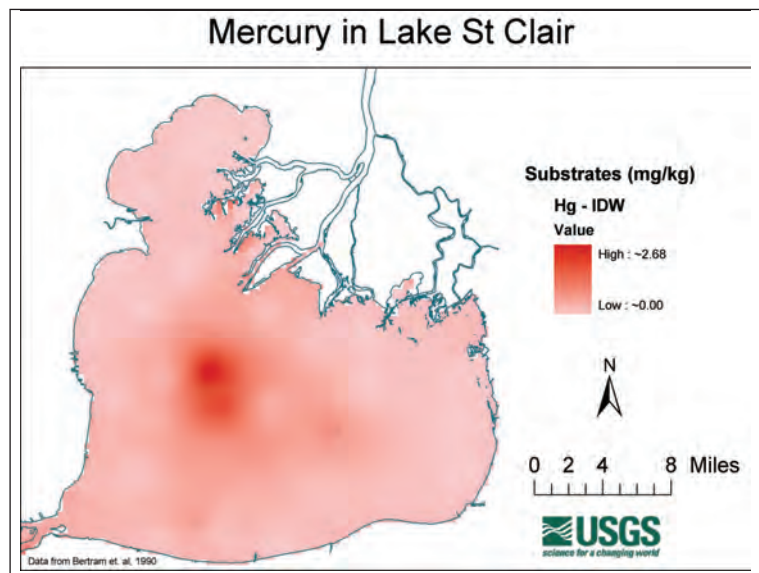 Mercury in Lake St Clair
Substrates (mg/kg)
Hg - IDW
Value
High : ~2.68
Low : ~0.00
N
0 2 4 8 Miles
USGS
science for a changing world
Data from Bertram et. al, 1990